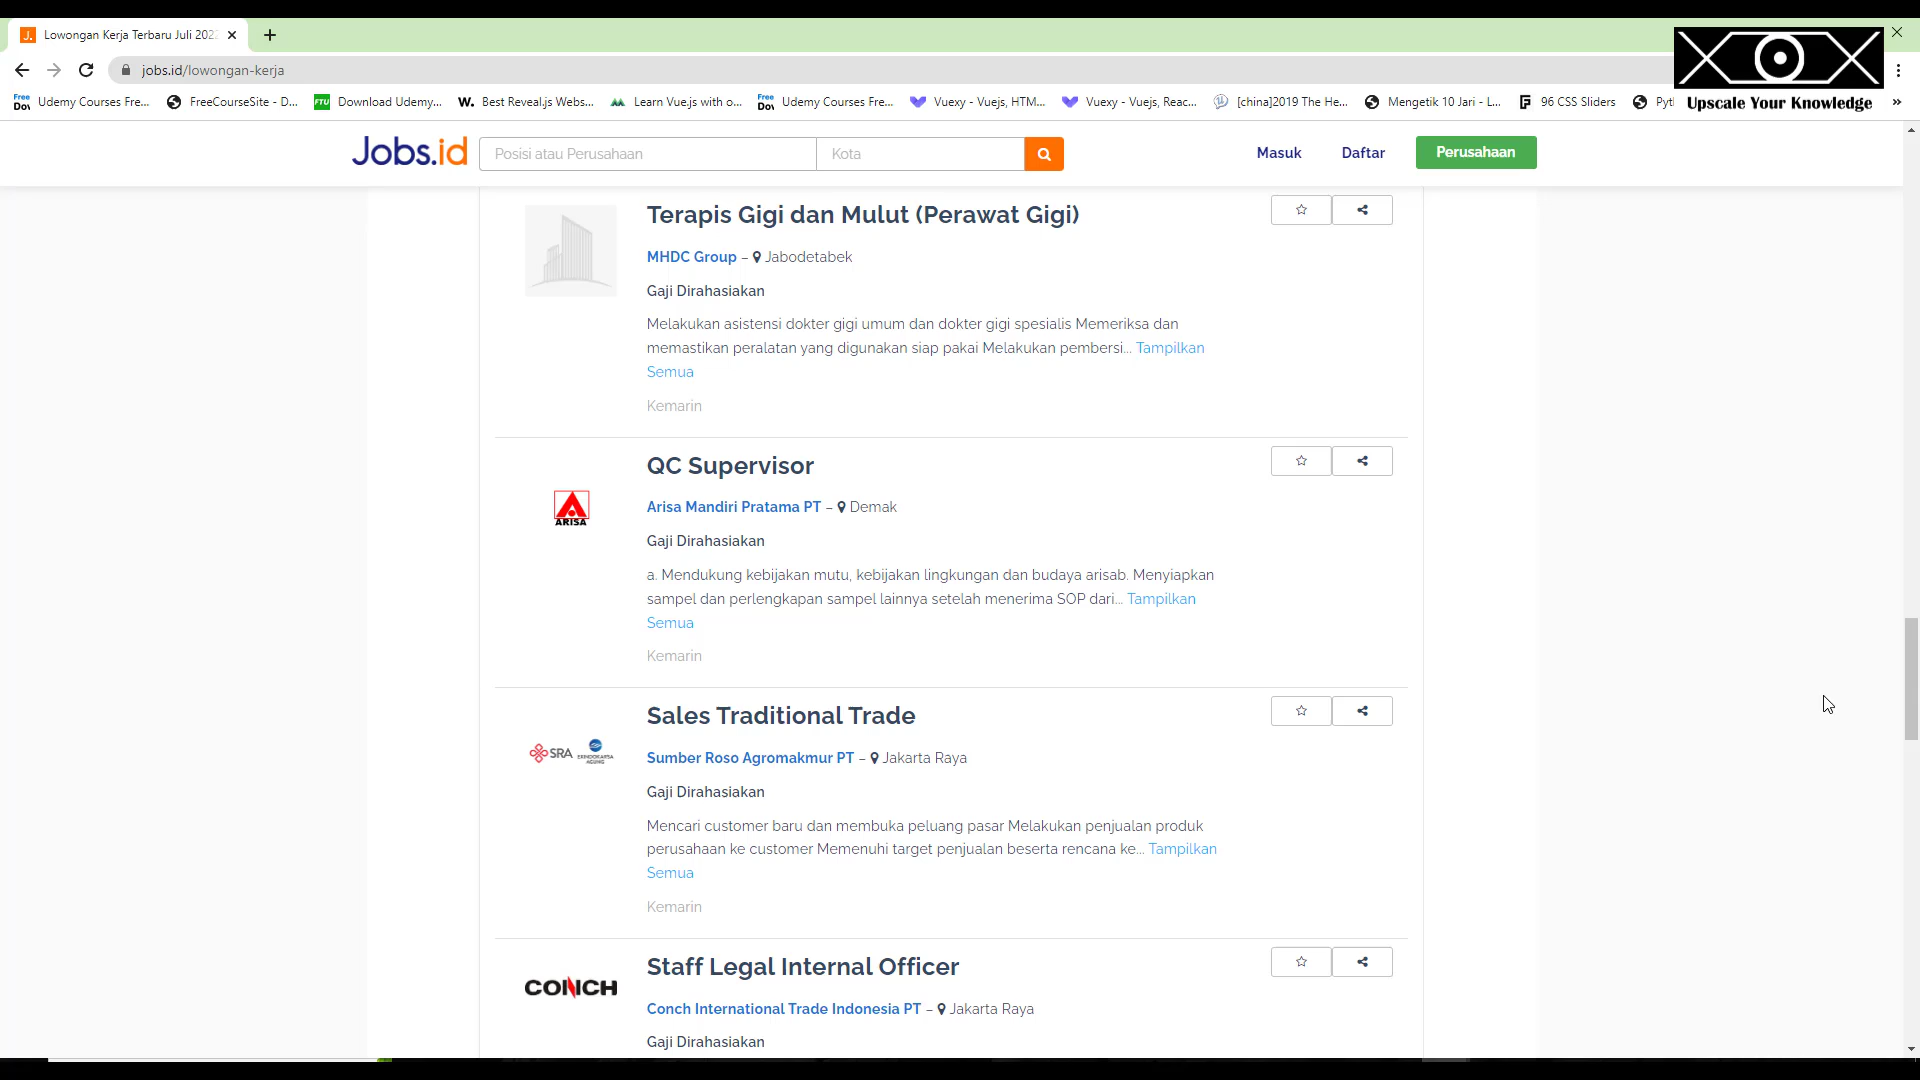 J. Lowongan Kerja Terbaru Juli 202
jobs.id/lowongan-kerja
Free Dov Udemy Courses Fre... FreeCourseSite - D... FTU Download Udemy... W. Best Reveal.js Webs... Learn Vue.js with o... Free Dov Udemy Courses Fre... Vuexy - Vuejs, HTM... Vuexy - Vuejs, Reac... [china]2019 The He... Mengetik 10 Jari - L... 96 CSS Sliders Pyt »
XOX
Upscale Your Knowledge
Jobs.id Posisi atau Perusahaan Kota Masuk Daftar Perusahaan
Terapis Gigi dan Mulut (Perawat Gigi)
MHDC Group – Jabodetabek
Gaji Dirahasiakan
Melakukan asistensi dokter gigi umum dan dokter gigi spesialis Memeriksa dan
memastikan peralatan yang digunakan siap pakai Melakukan pembersi... Tampilkan
Semua
Kemarin
ARISA
QC Supervisor
Arisa Mandiri Pratama PT – Demak
Gaji Dirahasiakan
a. Mendukung kebijakan mutu, kebijakan lingkungan dan budaya arisab. Menyiapkan
sampel dan perlengkapan sampel lainnya setelah menerima SOP dari... Tampilkan
Semua
Kemarin
SRA
Sales Traditional Trade
Sumber Roso Agromakmur PT – Jakarta Raya
Gaji Dirahasiakan
Mencari customer baru dan membuka peluang pasar Melakukan penjualan produk
perusahaan ke customer Memenuhi target penjualan beserta rencana ke... Tampilkan
Semua
Kemarin
CONCH
Staff Legal Internal Officer
Conch International Trade Indonesia PT – Jakarta Raya
Gaji Dirahasiakan